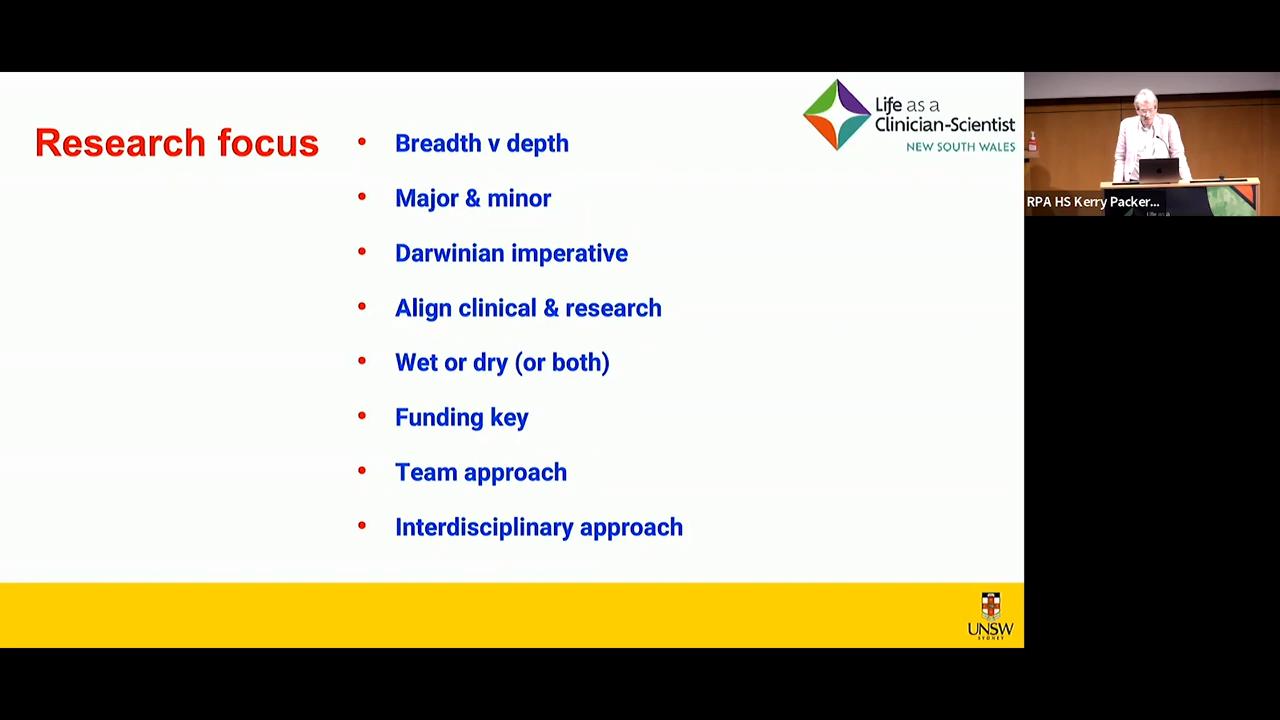 Research focus
• Breadth v depth
• Major & minor
• Darwinian imperative
• Align clinical & research
• Wet or dry (or both)
• Funding key
• Team approach
• Interdisciplinary approach
Life as a
Clinician-Scientist
NEW SOUTH WALES
RPA HS Kerry Packer...
UNSW
SYDNEY